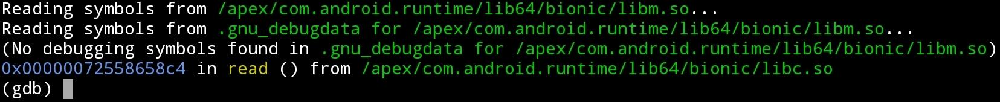 Reading symbols from /apex/com.android.runtime/lib64/bionic/libm.so...
Reading symbols from .gnu_debugdata for /apex/com.android.runtime/lib64/bionic/libm.so...
(No debugging symbols found in .gnu_debugdata for /apex/com.android.runtime/lib64/bionic/libm.so)
0x00000072558658c4 in read () from /apex/com.android.runtime/lib64/bionic/libc.so
(gdb)